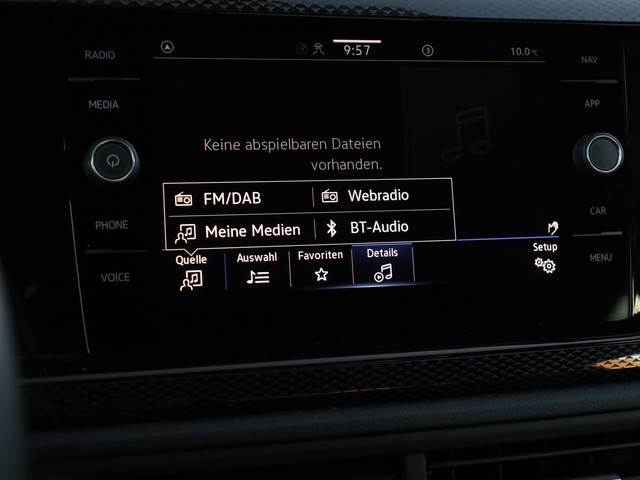 RADIO
MEDIA
PHONE
VOICE
9:57
3
10.0°C
Keine abspielbaren Dateien
vorhanden.
FM/DAB
Webradio
Meine Medien
BT-Audio
Quelle
Auswahl
Favoriten
Details
Setup
NAV
APP
CAR
MENU